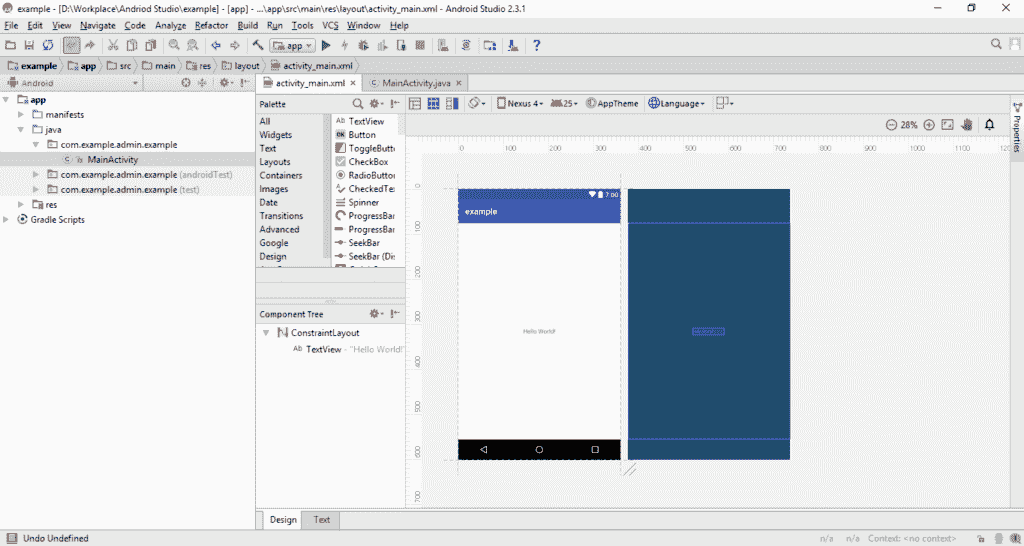 example - [D:\Workplace\Andriod Studio\example] - [app] - ...\app\src\main\res\layout\activity_main.xml - Android Studio 2.3.1
File Edit View Navigate Code Analyze Refactor Build Run Tools VCS Window Help
app
example app src main res layout activity_main.xml
Android
activity_main.xml MainActivity.java
app
manifests
java
com.example.admin.example
MainActivity
com.example.admin.example (androidTest)
com.example.admin.example (test)
res
Gradle Scripts
Palette
All
Widgets
Text
Layouts
Containers
Images
Date
Transitions
Advanced
Google
Design
Ab TextView
OK Button
ToggleButt
CheckBox
RadioButtor
CheckedTe
Spinner
ProgressBar
ProgressBar
SeekBar
SeekBar (Di
Component Tree
ConstraintLayout
Ab TextView - "Hello World!"
Nexus 4 25 AppTheme Language
28%
0 100 200 300 400 500 600 700 800 900 1000 1100 120
0
100
200
300
400
500
600
700
7:00
example
Hello World!
Properties
Design Text
Undo Undefined
n/a n/a Context: <no context>